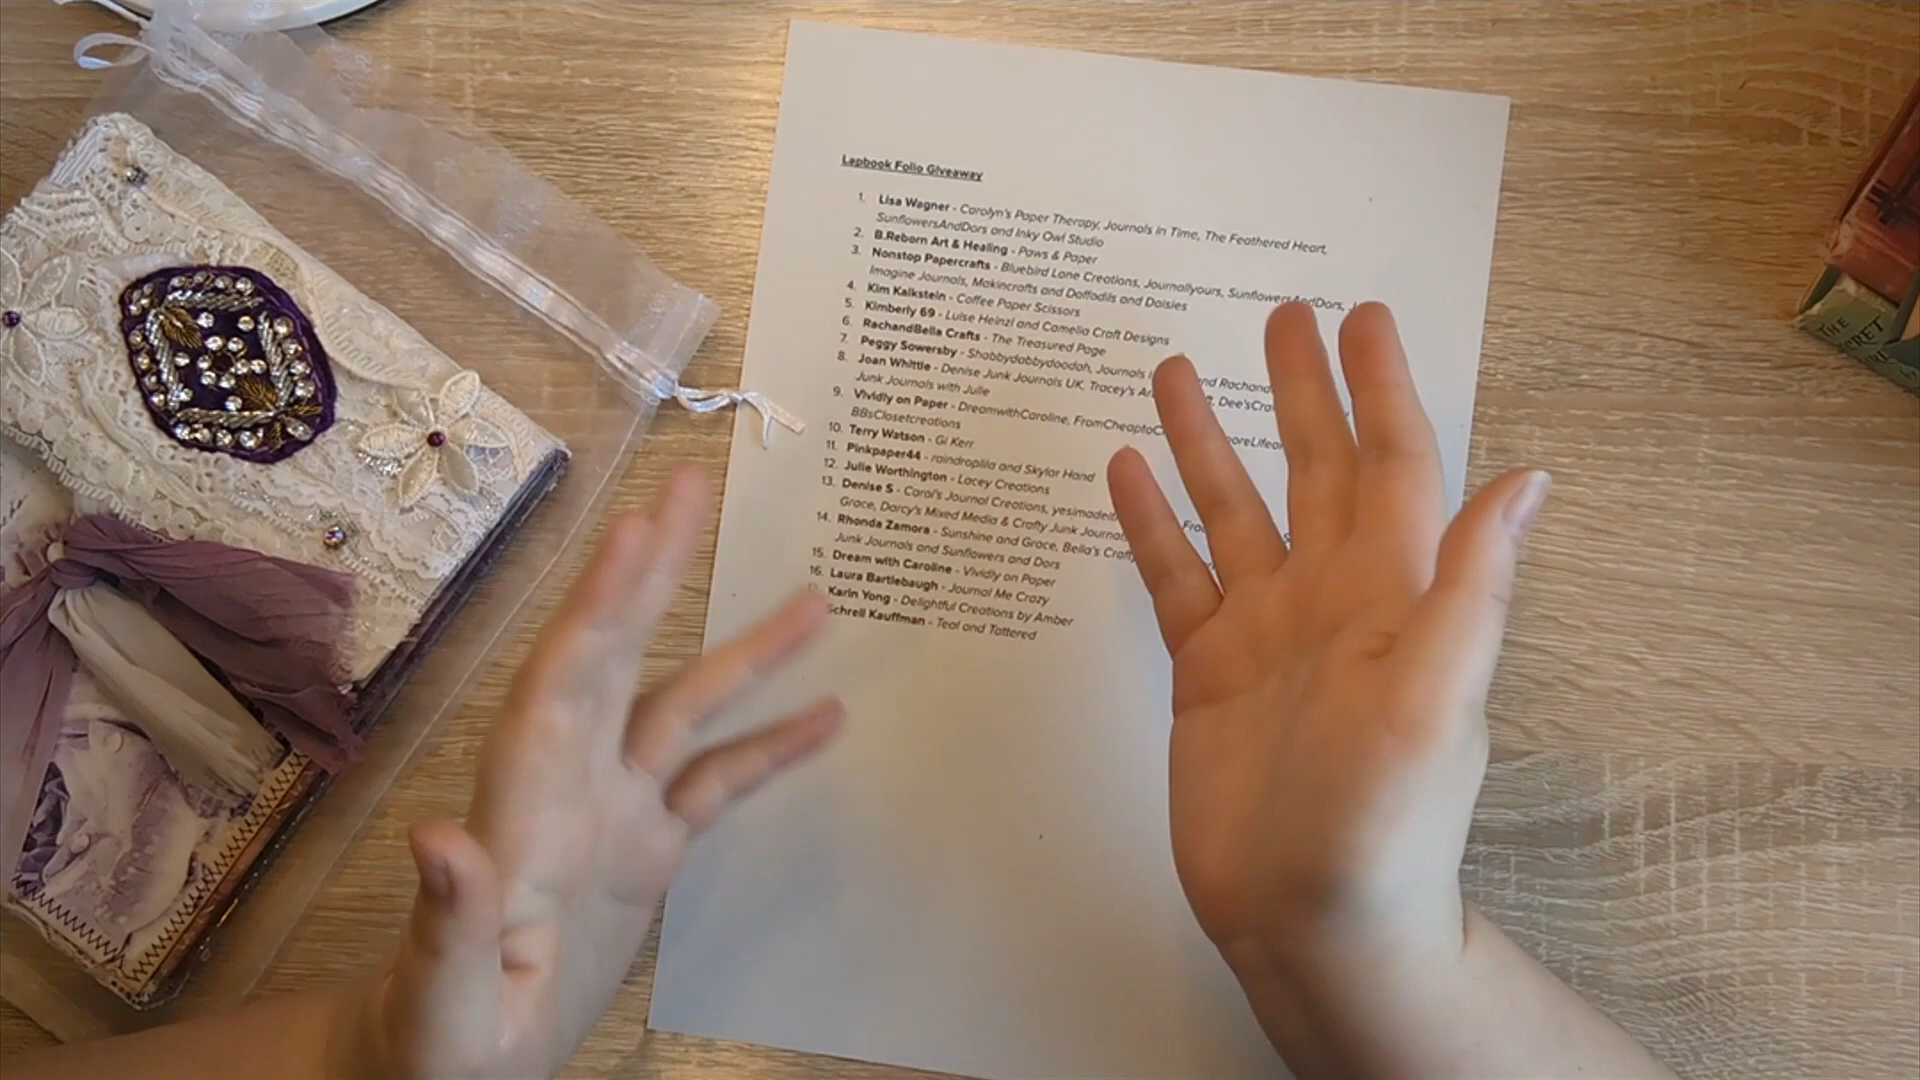 Lapbook Folio Giveaway
1. Lisa Wagner - Carolyn's Paper Therapy, Journals in Time, The Feathered Heart,
SunflowersAndDors and Inky Owl Studio
2. B.Reborn Art & Healing - Paws & Paper
3. Nonstop Papercrafts - Bluebird Lane Creations, Journallyours, SunflowersAndDors,
Imagine Journals, Makincrafts and Daffodils and Daisies
4. Kim Kalkstein - Coffee Paper Scissors
5. Kimberly 69 - Luise Heinzl and Camelia Craft Designs
6. RachandBella Crafts - The Treasured Page
7. Peggy Sowersby - Shabbydabbydoodah, Journals
8. Joan Whittle - Denise Junk Journals UK, Tracey's
Junk Journals with Julie
9. Vividly on Paper - DreamwithCaroline,
BBsClosetcreations
10. Terry Watson - Gi Kerr
11. Pinkpaper44 - raindroplila and Skylar Hand
12. Julie Worthington - Lacey Creations
13. Denise S - Carol's Journal Creations,
Grace, Darcy's Mixed Media & Crafty Junk
14. Rhonda Zamora - Sunshine and Grace, Bella's
Junk Journals and Sunflowers and Dors
15. Dream with Caroline - Vividly on Paper
16. Laura Bartlebaugh - Journal Me Crazy
Karin Yong - Delightful Creations by Amber
Schrell Kauffman - Teal and Tattered
THE